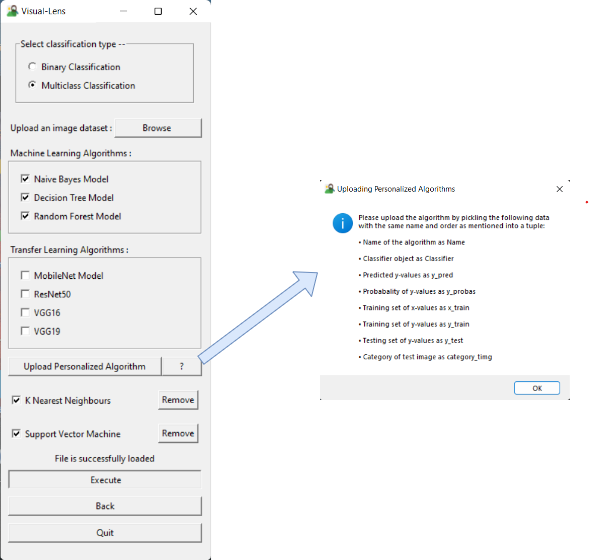 Visual-Lens
Select classification type --
Binary Classification
Multiclass Classification
Upload an image dataset : Browse
Machine Learning Algorithms :
Naive Bayes Model
Decision Tree Model
Random Forest Model
Transfer Learning Algorithms :
MobileNet Model
ResNet50
VGG16
VGG19
Upload Personalized Algorithm ?
K Nearest Neighbours Remove
Support Vector Machine Remove
File is successfully loaded
Execute
Back
Quit
Uploading Personalized Algorithms
Please upload the algorithm by pickling the following data
with the same name and order as mentioned into a tuple:
• Name of the algorithm as Name
• Classifier object as Classifier
• Predicted y-values as y_pred
• Probabality of y-values as y_probas
• Training set of x-values as x_train
• Training set of y-values as y_train
• Testing set of y-values as y_test
• Category of test image as category_timg
OK